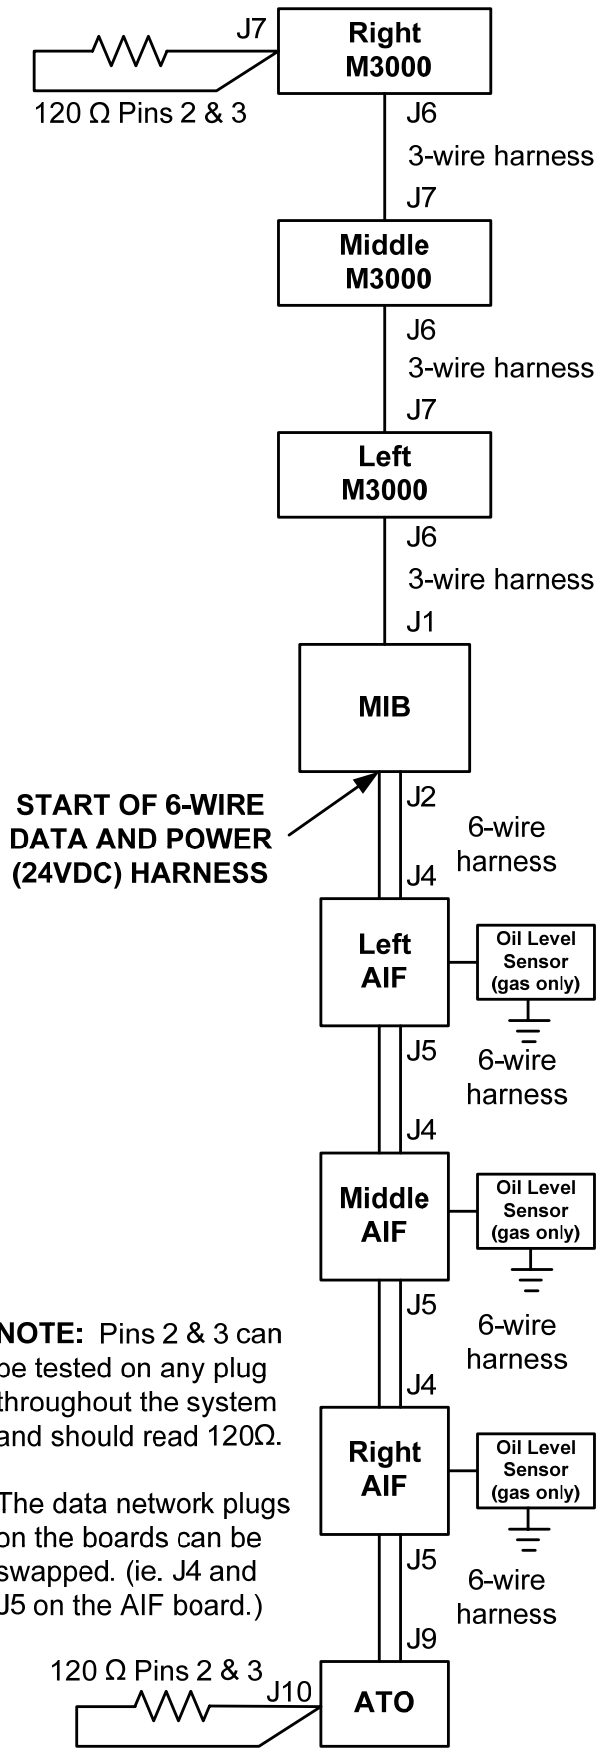 J7
Right
M3000
120 Ω Pins 2 & 3
J6
3-wire harness
J7
Middle
M3000
J6
3-wire harness
J7
Left
M3000
J6
3-wire harness
J1
MIB
START OF 6-WIRE
DATA AND POWER
(24VDC) HARNESS
J2
6-wire
harness
J4
Left
AIF
Oil Level
Sensor
(gas only)
J5
6-wire
harness
J4
Middle
AIF
Oil Level
Sensor
(gas only)
J5
6-wire
harness
NOTE: Pins 2 & 3 can
be tested on any plug
throughout the system
and should read 120Ω.
J4
Right
AIF
Oil Level
Sensor
(gas only)
The data network plugs
on the boards can be
swapped. (ie. J4 and
J5 on the AIF board.)
J5
6-wire
harness
J9
120 Ω Pins 2 & 3
J10
ATO